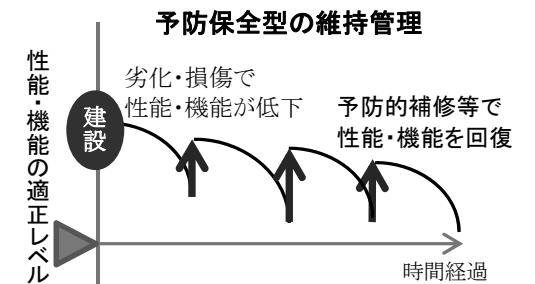 予防保全型の維持管理
性能・機能の適正レベル
建設
劣化・損傷で
性能・機能が低下
予防的補修等で
性能・機能を回復
時間経過